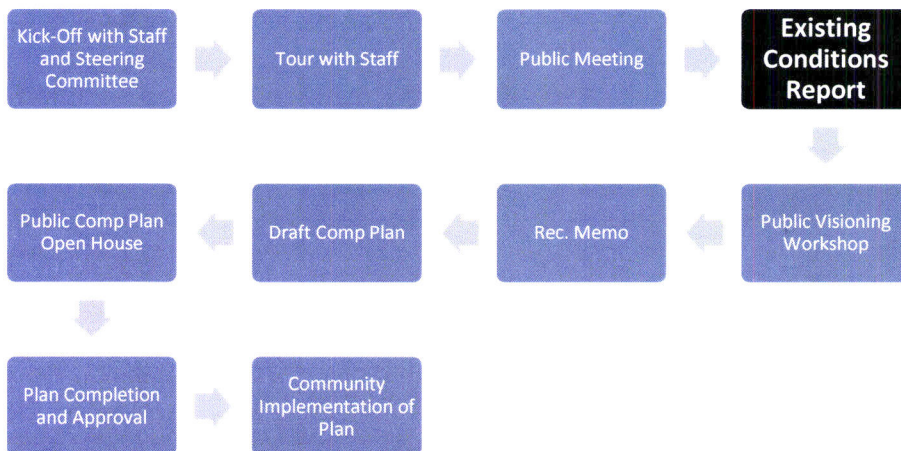 Kick-Off with Staff
and Steering
Committee
Tour with Staff
Public Meeting
Existing
Conditions
Report
Public Visioning
Workshop
Rec. Memo
Draft Comp Plan
Public Comp Plan
Open House
Plan Completion
and Approval
Community
Implementation of
Plan